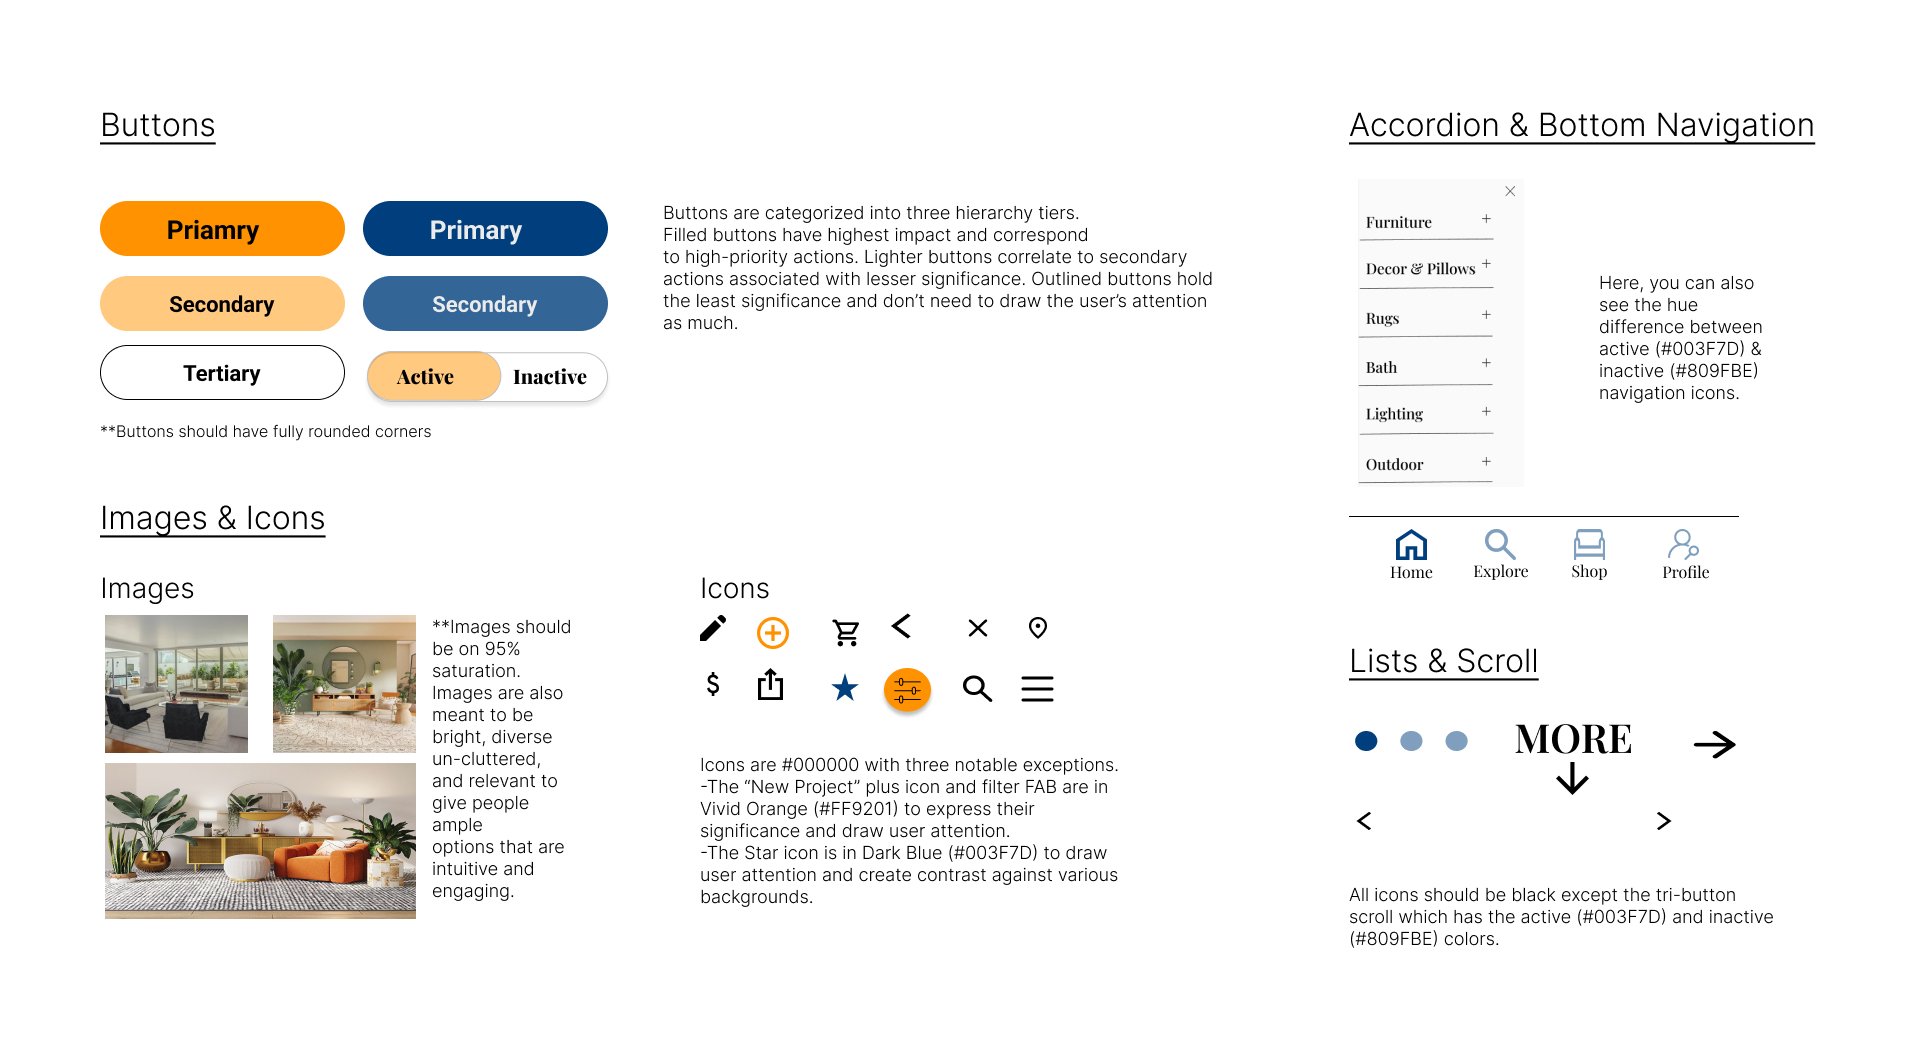 Buttons
Priamry
Primary
Secondary
Secondary
Tertiary
Active
Inactive
**Buttons should have fully rounded corners
Buttons are categorized into three hierarchy tiers.
Filled buttons have highest impact and correspond
to high-priority actions. Lighter buttons correlate to secondary
actions associated with lesser significance. Outlined buttons hold
the least significance and don’t need to draw the user’s attention
as much.
Images & Icons
Images
**Images should
be on 95%
saturation.
Images are also
meant to be
bright, diverse
un-cluttered,
and relevant to
give people
ample
options that are
intuitive and
engaging.
Icons
Icons are #000000 with three notable exceptions.
-The “New Project” plus icon and filter FAB are in
Vivid Orange (#FF9201) to express their
significance and draw user attention.
-The Star icon is in Dark Blue (#003F7D) to draw
user attention and create contrast against various
backgrounds.
Accordion & Bottom Navigation
Furniture
Decor & Pillows
Rugs
Bath
Lighting
Outdoor
Here, you can also
see the hue
difference between
active (#003F7D) &
inactive (#809FBE)
navigation icons.
Home
Explore
Shop
Profile
Lists & Scroll
MORE
All icons should be black except the tri-button
scroll which has the active (#003F7D) and inactive
(#809FBE) colors.